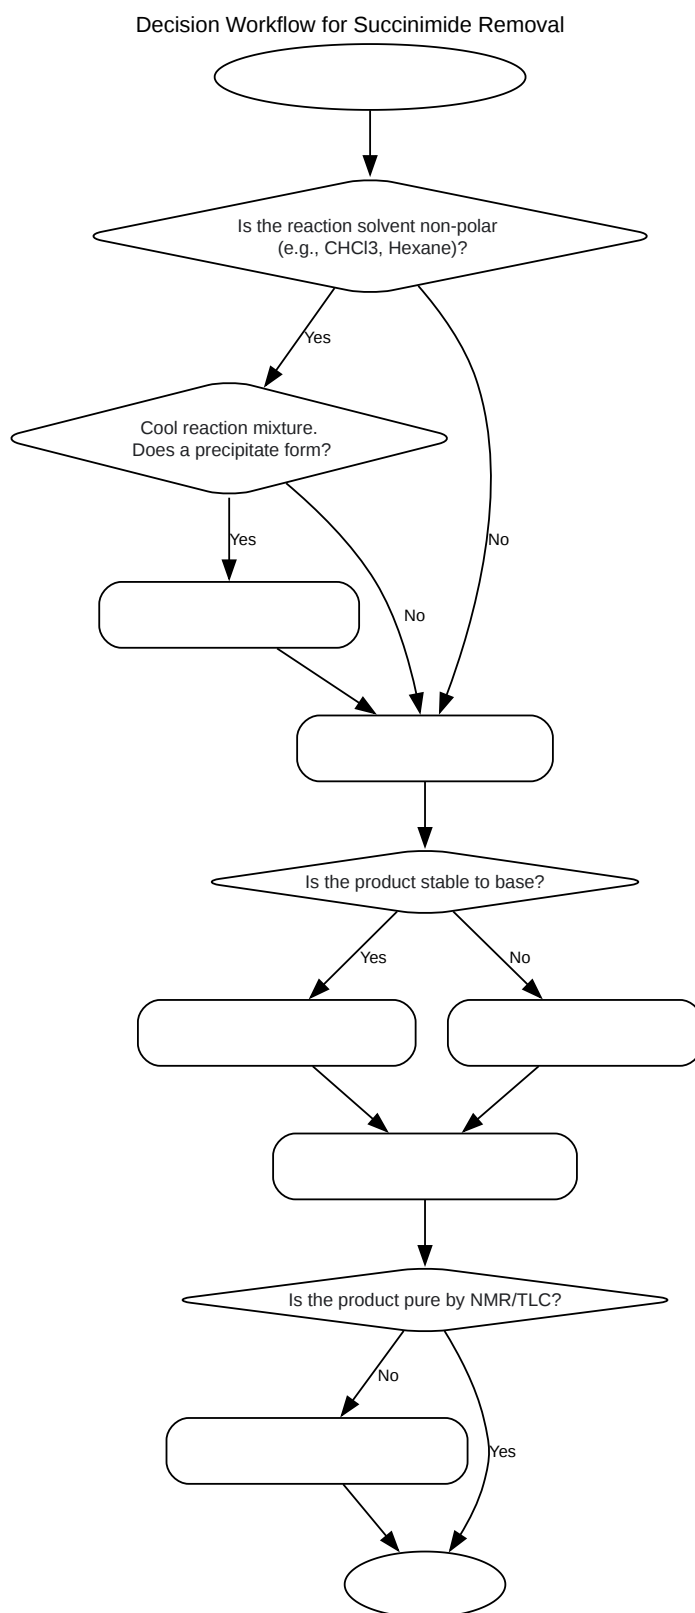 Decision Workflow for Succinimide Removal
Is the reaction solvent non-polar
(e.g., CHCl3, Hexane)?
Yes
Cool reaction mixture.
Does a precipitate form?
Yes
No
No
Is the product stable to base?
Yes
No
Is the product pure by NMR/TLC?
No
Yes